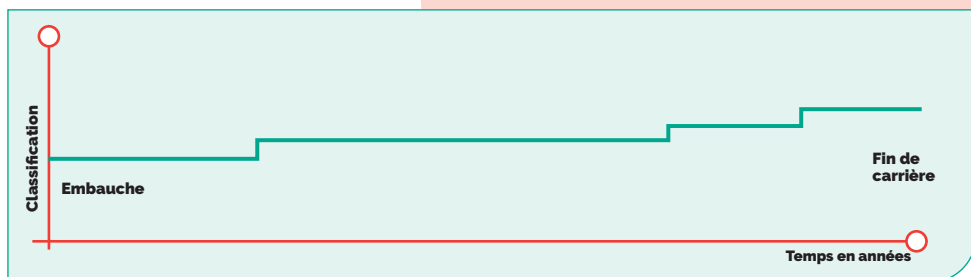 Classification
Embauche
Fin de
carrière
Temps en années